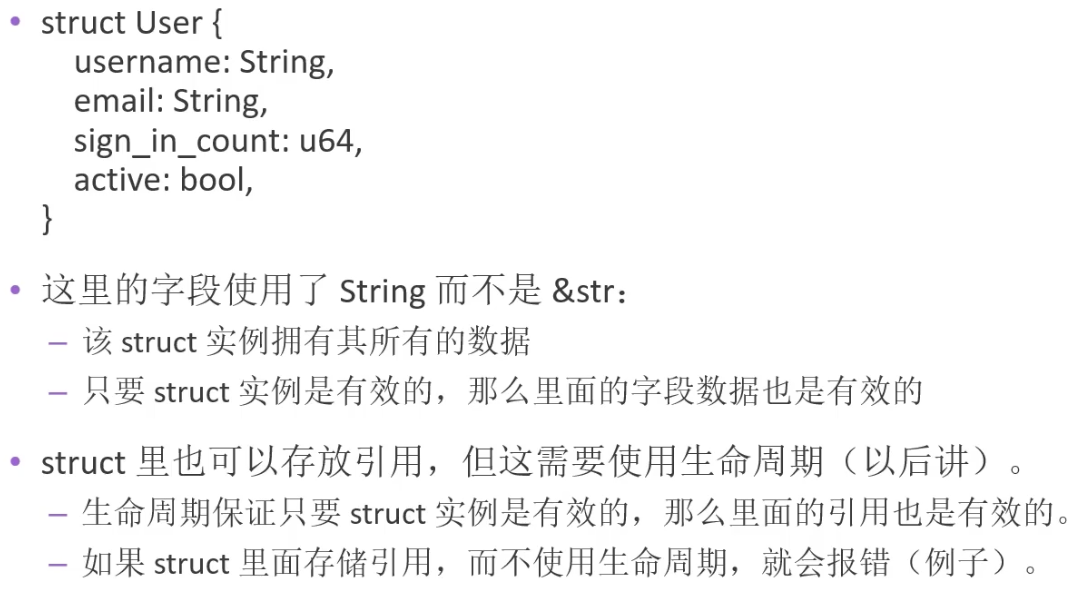 • struct User {
username: String,
email: String,
sign_in_count: u64,
active: bool,
}
• 这里的字段使用了 String 而不是 &str：
– 该 struct 实例拥有其所有的数据
– 只要 struct 实例是有效的，那么里面的字段数据也是有效的
• struct 里也可以存放引用，但这需要使用生命周期（以后讲）。
– 生命周期保证只要 struct 实例是有效的，那么里面的引用也是有效的。
– 如果 struct 里面存储引用，而不使用生命周期，就会报错（例子）。